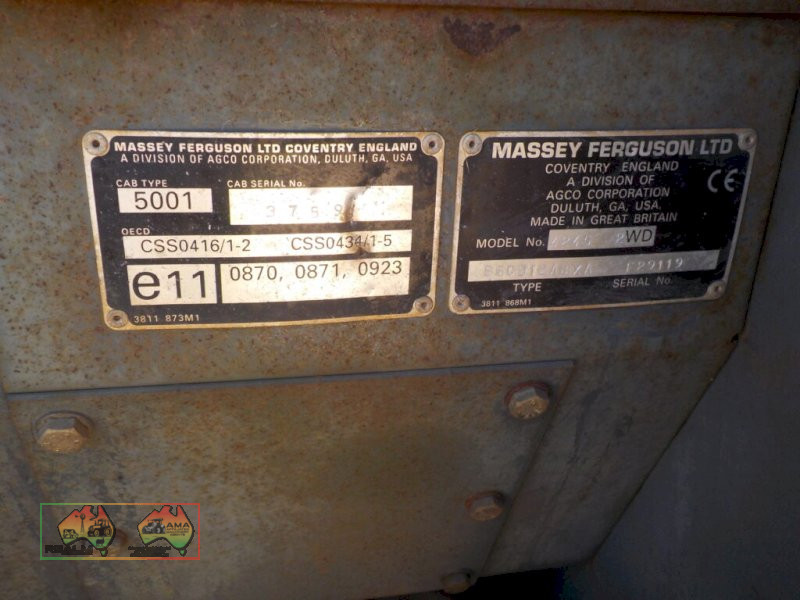 MASSEY FERGUSON LTD COVENTRY ENGLAND
A DIVISION OF AGCO CORPORATION, DULUTH, GA, USA
CAB TYPE CAB SERIAL No.
5001
OECD
CSS0416/1-2 CSS0434/1-5
e11 0870, 0871, 0923
3811 873M1
MASSEY FERGUSON LTD
COVENTRY ENGLAND
A DIVISION OF
AGCO CORPORATION
DULUTH, GA, USA.
MADE IN GREAT BRITAIN
CE
MODEL No. 2WD
TYPE SERIAL No.
3811 868M1
AMA